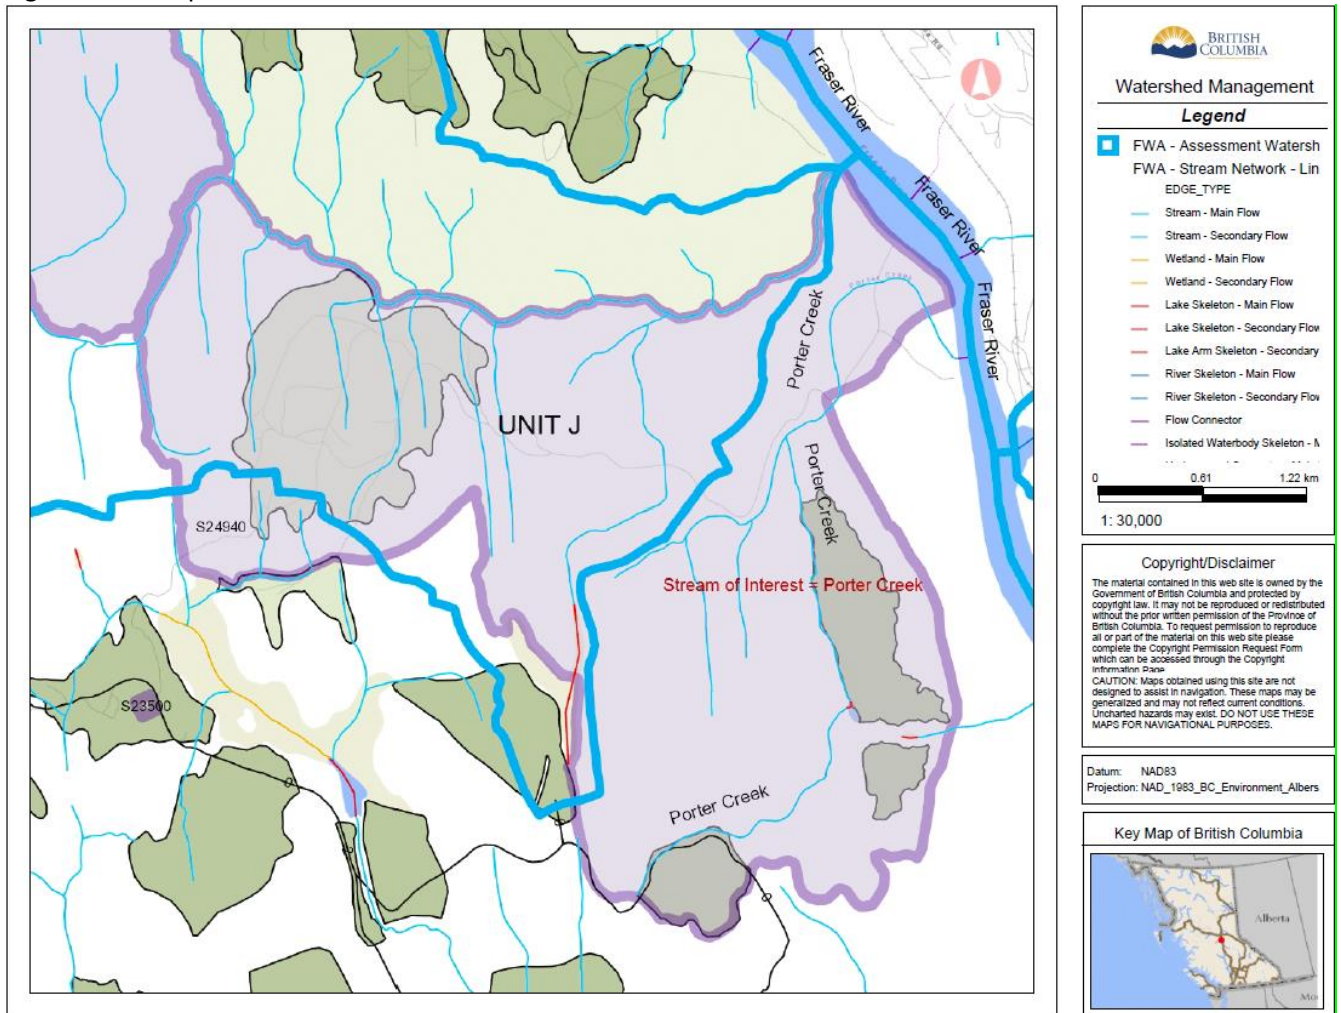 Fraser River
Fraser River
Fraser River
Porter Creek
Porter Creek
UNIT J
Porter Creek
S24940
Stream of Interest = Porter Creek
S23500
Porter Creek
BRITISH
COLUMBIA
Watershed Management
Legend
FWA - Assessment Watersh
FWA - Stream Network - Lin
EDGE_TYPE
Stream - Main Flow
Stream - Secondary Flow
Wetland - Main Flow
Wetland - Secondary Flow
Lake Skeleton - Main Flow
Lake Skeleton - Secondary Flow
Lake Arm Skeleton - Secondary
River Skeleton - Main Flow
River Skeleton - Secondary Flow
Flow Connector
Isolated Waterbody Skeleton - M
0 0.61 1.22 km
1: 30,000
Copyright/Disclaimer
The material contained in this web site is owned by the
Government of British Columbia and protected by
copyright law. It may not be reproduced or redistributed
without the prior written permission of the Province of
British Columbia. To request permission to reproduce
all or part of the material on this web site please
complete the Copyright Permission Request Form
which can be accessed through the Copyright
Information Page.
CAUTION: Maps obtained using this site are not
designed to assist in navigation. These maps may be
generalized and may not reflect current conditions.
Uncharted hazards may exist. DO NOT USE THESE
MAPS FOR NAVIGATIONAL PURPOSES.
Datum: NAD83
Projection: NAD_1983_BC_Environment_Albers
Key Map of British Columbia
Alberta